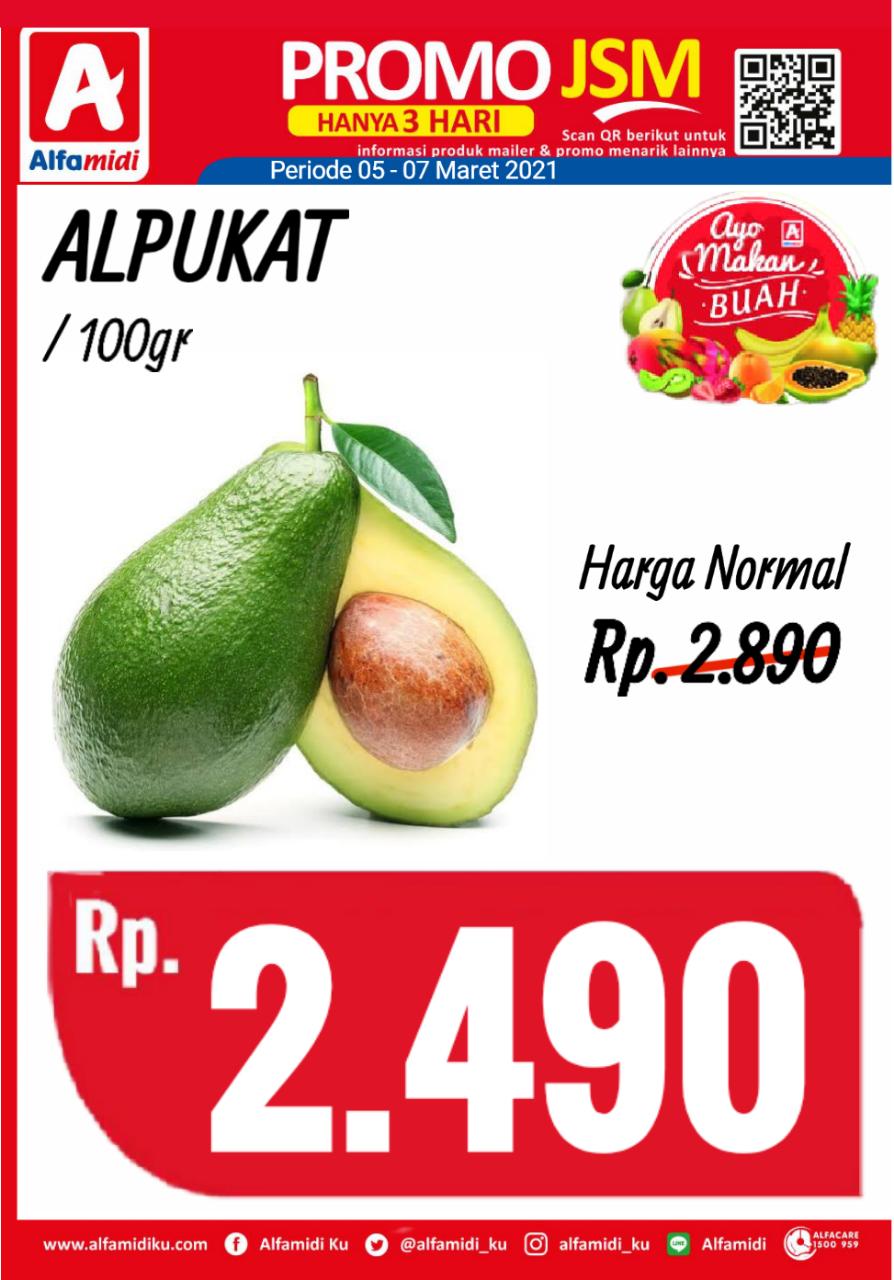 Alfamidi
PROMO JSM
HANYA 3 HARI
Scan QR berikut untuk
informasi produk mailer & promo menarik lainnya
Periode 05 - 07 Maret 2021
ALPUKAT
/ 100gr
Ayo
Makan
BUAH
Harga Normal
Rp. 2.890
Rp. 2.490
www.alfamidiku.com Alfamidi Ku @alfamidi_ku alfamidi_ku LINE Alfamidi ALFACARE
1500 959